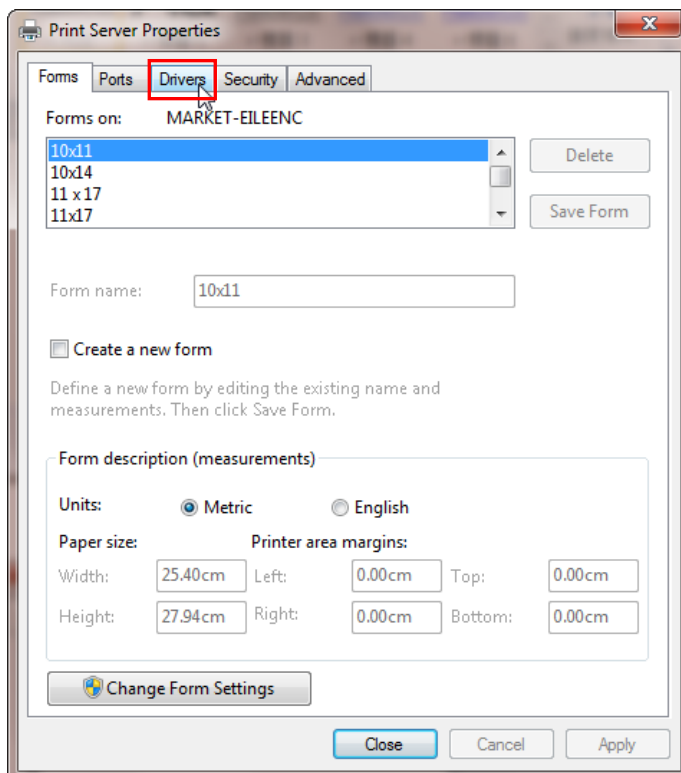 Print Server Properties
Forms Ports Drivers Security Advanced
Forms on: MARKET-EILEENC
10x11
10x14
11 x 17
11x17
Delete
Save Form
Form name: 10x11
Create a new form
Define a new form by editing the existing name and
measurements. Then click Save Form.
Form description (measurements)
Units: Metric English
Paper size: Printer area margins:
Width: 25.40cm Left: 0.00cm Top: 0.00cm
Height: 27.94cm Right: 0.00cm Bottom: 0.00cm
Change Form Settings
Close Cancel Apply